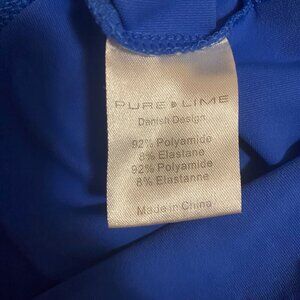 PURE LIME
Danish Design
92% Polyamide
8% Elastane
92% Polyamide
8% Elastanne
Made in China